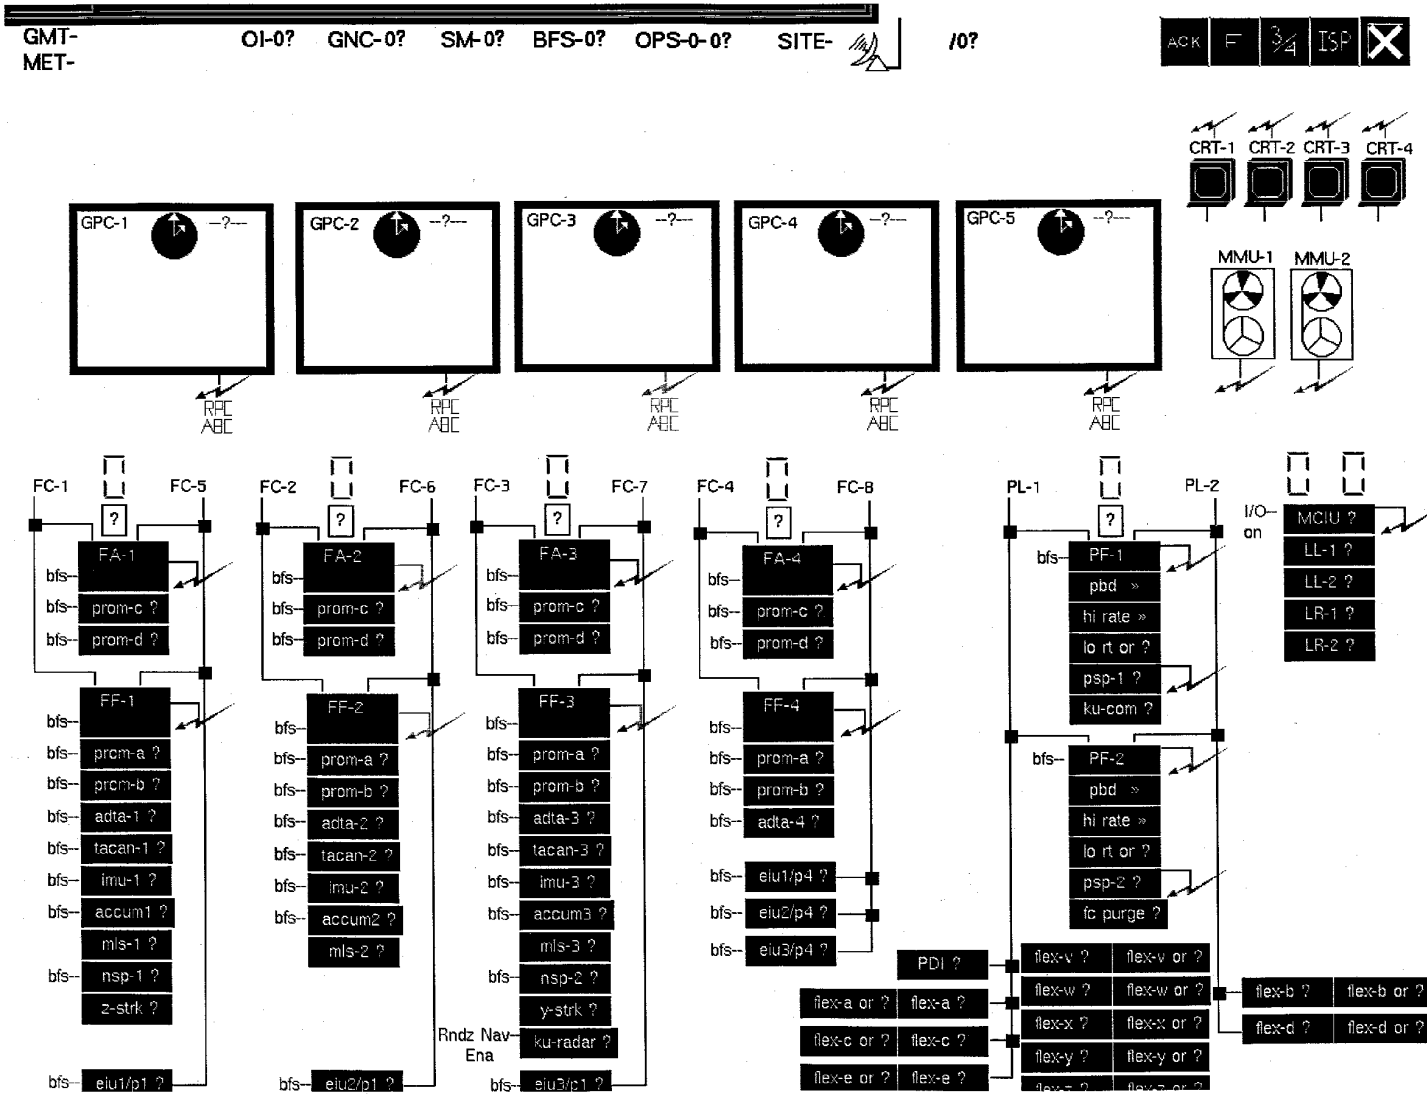 GMT- OI-0? GNC-0? SM-0? BFS-0? OPS-0-0? SITE- /0? ACK F 3/4 ISP
MET-
CRT-1 CRT-2 CRT-3 CRT-4
GPC-1 --?--- GPC-2 --?--- GPC-3 --?--- GPC-4 --?--- GPC-5 --?---
MMU-1 MMU-2
RPC RPC RPC RPC RPC
ABC ABC ABC ABC ABC
FC-1 FC-5 FC-2 FC-6 FC-3 FC-7 FC-4 FC-8 PL-1 PL-2
? ? ? ? ?
FA-1
bfs-
bfs- prom-c ?
bfs- prom-d ?
FF-1
bfs-
bfs- prom-a ?
bfs- prom-b ?
bfs- adta-1 ?
bfs- tacan-1 ?
bfs- imu-1 ?
bfs- accum1 ?
mls-1 ?
bfs- nsp-1 ?
z-strk ?
bfs- eiu1/p1 ?
FA-2
bfs-
bfs- prom-c ?
bfs- prom-d ?
FF-2
bfs-
bfs- prom-a ?
bfs- prom-b ?
bfs- adta-2 ?
bfs- tacan-2 ?
bfs- imu-2 ?
bfs- accum2 ?
mls-2 ?
bfs- eiu2/p1 ?
FA-3
bfs-
bfs- prom-c ?
bfs- prom-d ?
FF-3
bfs-
bfs- prom-a ?
bfs- prom-b ?
bfs- adta-3 ?
bfs- tacan-3 ?
bfs- imu-3 ?
bfs- accum3 ?
mls-3 ?
bfs- nsp-2 ?
y-strk ?
Rndz Nav- ku-radar ?
Ena
bfs- eiu3/p1 ?
FA-4
bfs-
bfs- prom-c ?
bfs- prom-d ?
FF-4
bfs-
bfs- prom-a ?
bfs- prom-b ?
bfs- adta-4 ?
bfs- eiu1/p4 ?
bfs- eiu2/p4 ?
bfs- eiu3/p4 ?
bfs- PF-1
pbd »
hi rate »
lo rt or ?
psp-1 ?
ku-com ?
bfs- PF-2
pbd »
hi rate »
lo rt or ?
psp-2 ?
fc purge ?
I/O- MCIU ?
on
LL-1 ?
LL-2 ?
LR-1 ?
LR-2 ?
PDI ?
flex-a or ? flex-a ?
flex-c or ? flex-c ?
flex-e or ? flex-e ?
flex-v ? flex-v or ?
flex-w ? flex-w or ?
flex-x ? flex-x or ?
flex-y ? flex-y or ?
flex-z ? flex-z or ?
flex-b ? flex-b or ?
flex-d ? flex-d or ?